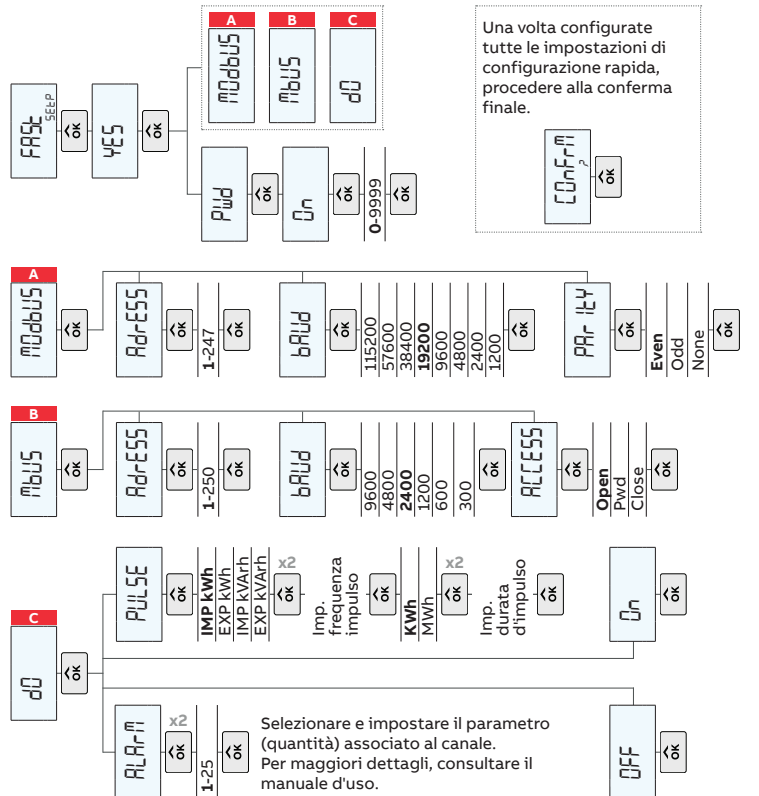 A
B
C
FASt
SEtP
OK
YES
OK
MOdbUS
MbUS
dO
PWd
OK
On
OK
0-9999
OK
Una volta configurate
tutte le impostazioni di
configurazione rapida,
procedere alla conferma
finale.
COnFrM
P
OK
A
MOdbUS
OK
AdrESS
OK
1-247
OK
bAUd
OK
115200
57600
38400
19200
9600
4800
2400
1200
OK
PArItY
OK
Even
Odd
None
OK
B
MbUS
OK
AdrESS
OK
1-250
OK
bAUd
OK
9600
4800
2400
1200
600
300
OK
ACCESS
OK
Open
Pwd
Close
OK
C
dO
OK
PULSE
OK
IMP kWh
EXP kWh
IMP kVArh
EXP kVArh
x2
OK
Imp.
frequenza
impulso
OK
KWh
MWh
x2
OK
Imp.
durata
d'impulso
OK
On
OK
ALArM
x2
OK
1-25
OK
Selezionare e impostare il parametro
(quantità) associato al canale.
Per maggiori dettagli, consultare il
manuale d'uso.
OFF
OK